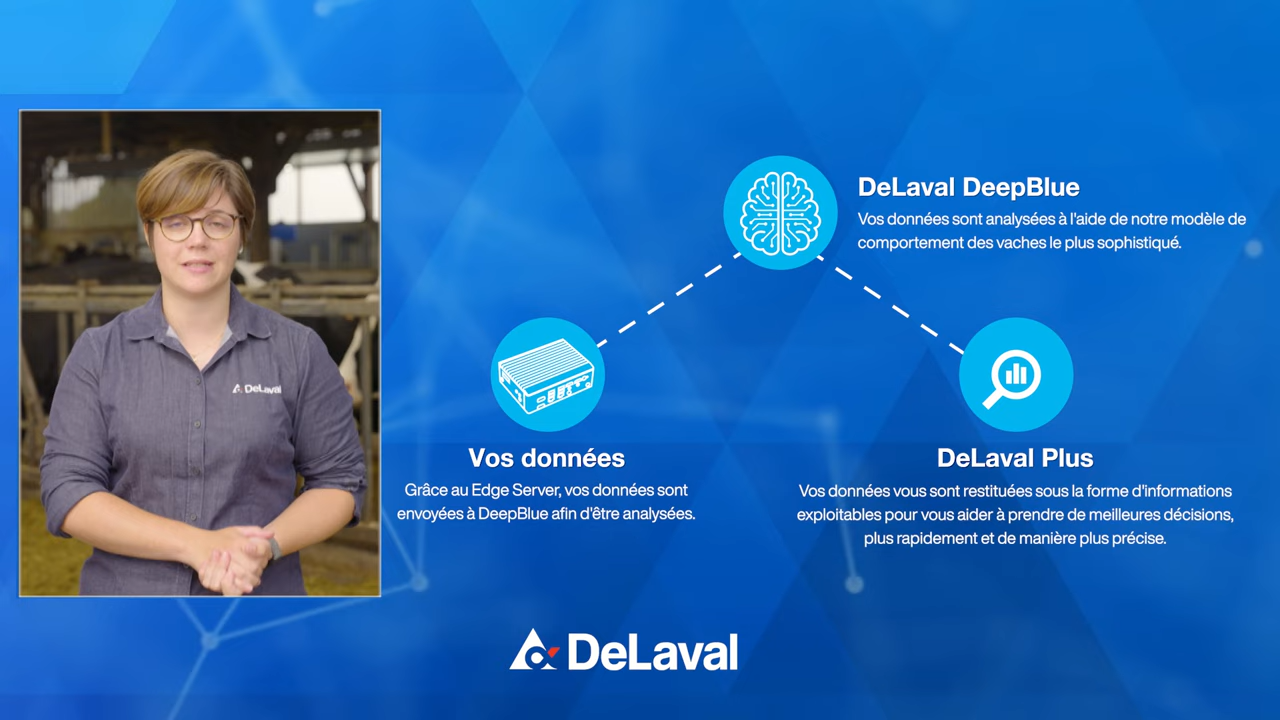 DeLaval
DeLaval DeepBlue
Vos données sont analysées à l'aide de notre modèle de
comportement des vaches le plus sophistiqué.
Vos données
Grâce au Edge Server, vos données sont
envoyées à DeepBlue afin d'être analysées.
DeLaval Plus
Vos données vous sont restituées sous la forme d'informations
exploitables pour vous aider à prendre de meilleures décisions,
plus rapidement et de manière plus précise.
DeLaval